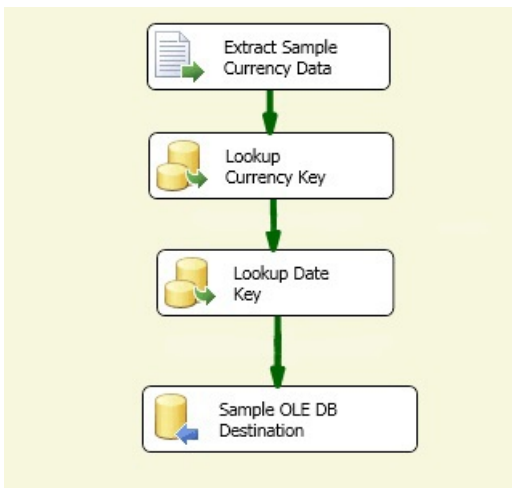 Extract Sample
Currency Data
Lookup
Currency Key
Lookup Date
Key
Sample OLE DB
Destination